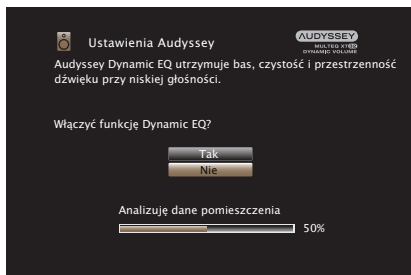 Ustawienia Audyssey
AUDYSSEY
MULTEQ XT32
DYNAMIC VOLUME
Audyssey Dynamic EQ utrzymuje bas, czystość i przestrzenność
dźwięku przy niskiej głośności.
Włączyć funkcję Dynamic EQ?
Tak
Nie
Analizuję dane pomieszczenia
50%